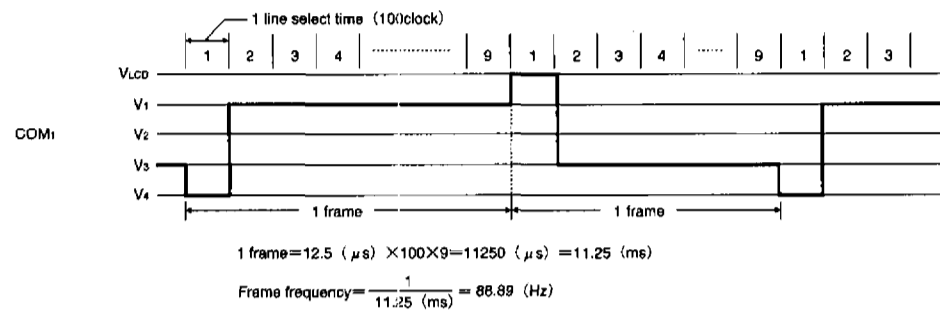 1 line select time (100clock)
1 2 3 4 ............... 9 1 2 3 4 ...... 9 1 2 3
VLCD
V1
COM1 V2
V3
V4
1 frame 1 frame
1 frame=12.5 (μs) ×100×9=11250 (μs) =11.25 (ms)
Frame frequency= 1
11.25 (ms) = 88.89 (Hz)